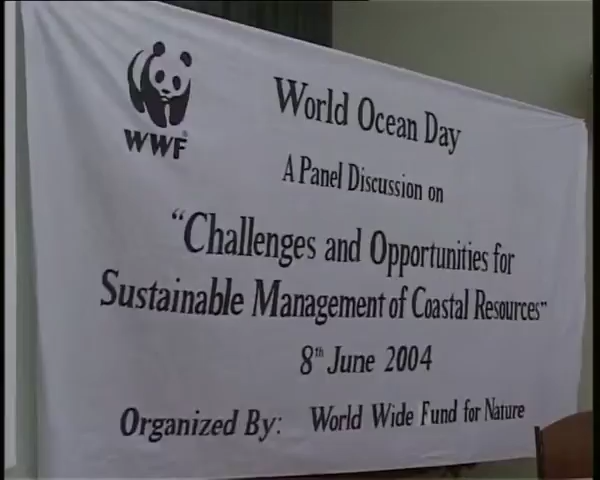 WWF®
World Ocean Day
A Panel Discussion on
"Challenges and Opportunities for
Sustainable Management of Coastal Resources"
8th June 2004
Organized By: World Wide Fund for Nature